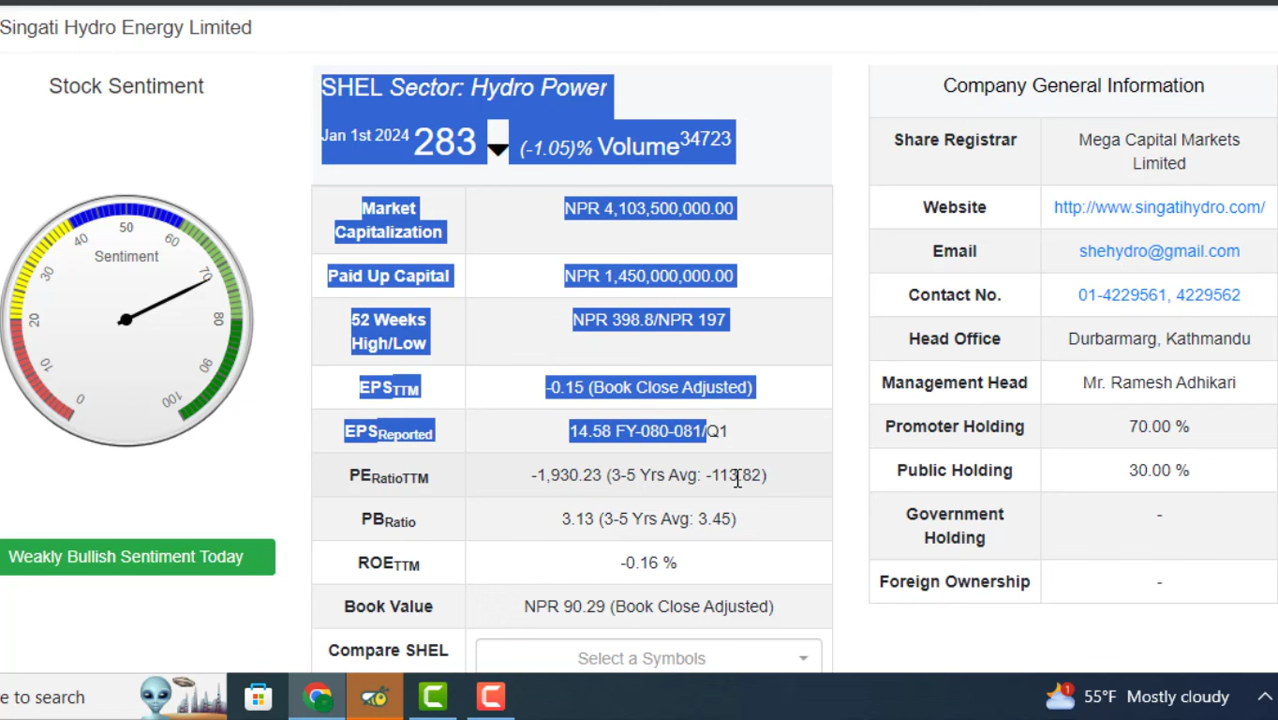 Singati Hydro Energy Limited
Stock Sentiment
0
10
20
30
40
50
60
70
80
90
100
Sentiment
Weakly Bullish Sentiment Today
SHEL Sector: Hydro Power
Jan 1st 2024 283 (-1.05)% Volume 34723
Market
Capitalization
NPR 4,103,500,000.00
Paid Up Capital NPR 1,450,000,000.00
52 Weeks
High/Low
NPR 398.8/NPR 197
EPSTTM -0.15 (Book Close Adjusted)
EPSReported 14.58 FY-080-081/Q1
PERatioTTM -1,930.23 (3-5 Yrs Avg: -113.82)
PBRatio 3.13 (3-5 Yrs Avg: 3.45)
ROETTM -0.16 %
Book Value NPR 90.29 (Book Close Adjusted)
Compare SHEL Select a Symbols
Company General Information
Share Registrar Mega Capital Markets
Limited
Website http://www.singatihydro.com/
Email shehydro@gmail.com
Contact No. 01-4229561, 4229562
Head Office Durbarmarg, Kathmandu
Management Head Mr. Ramesh Adhikari
Promoter Holding 70.00 %
Public Holding 30.00 %
Government
Holding
-
Foreign Ownership -
e to search
1
55°F Mostly cloudy